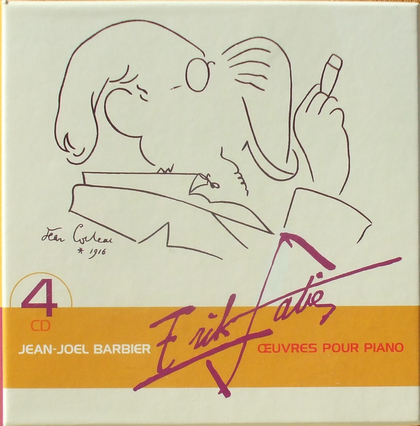 Jean Cocteau
* 1916
4
CD
Erik Satie
JEAN-JOEL BARBIER
ŒUVRES POUR PIANO